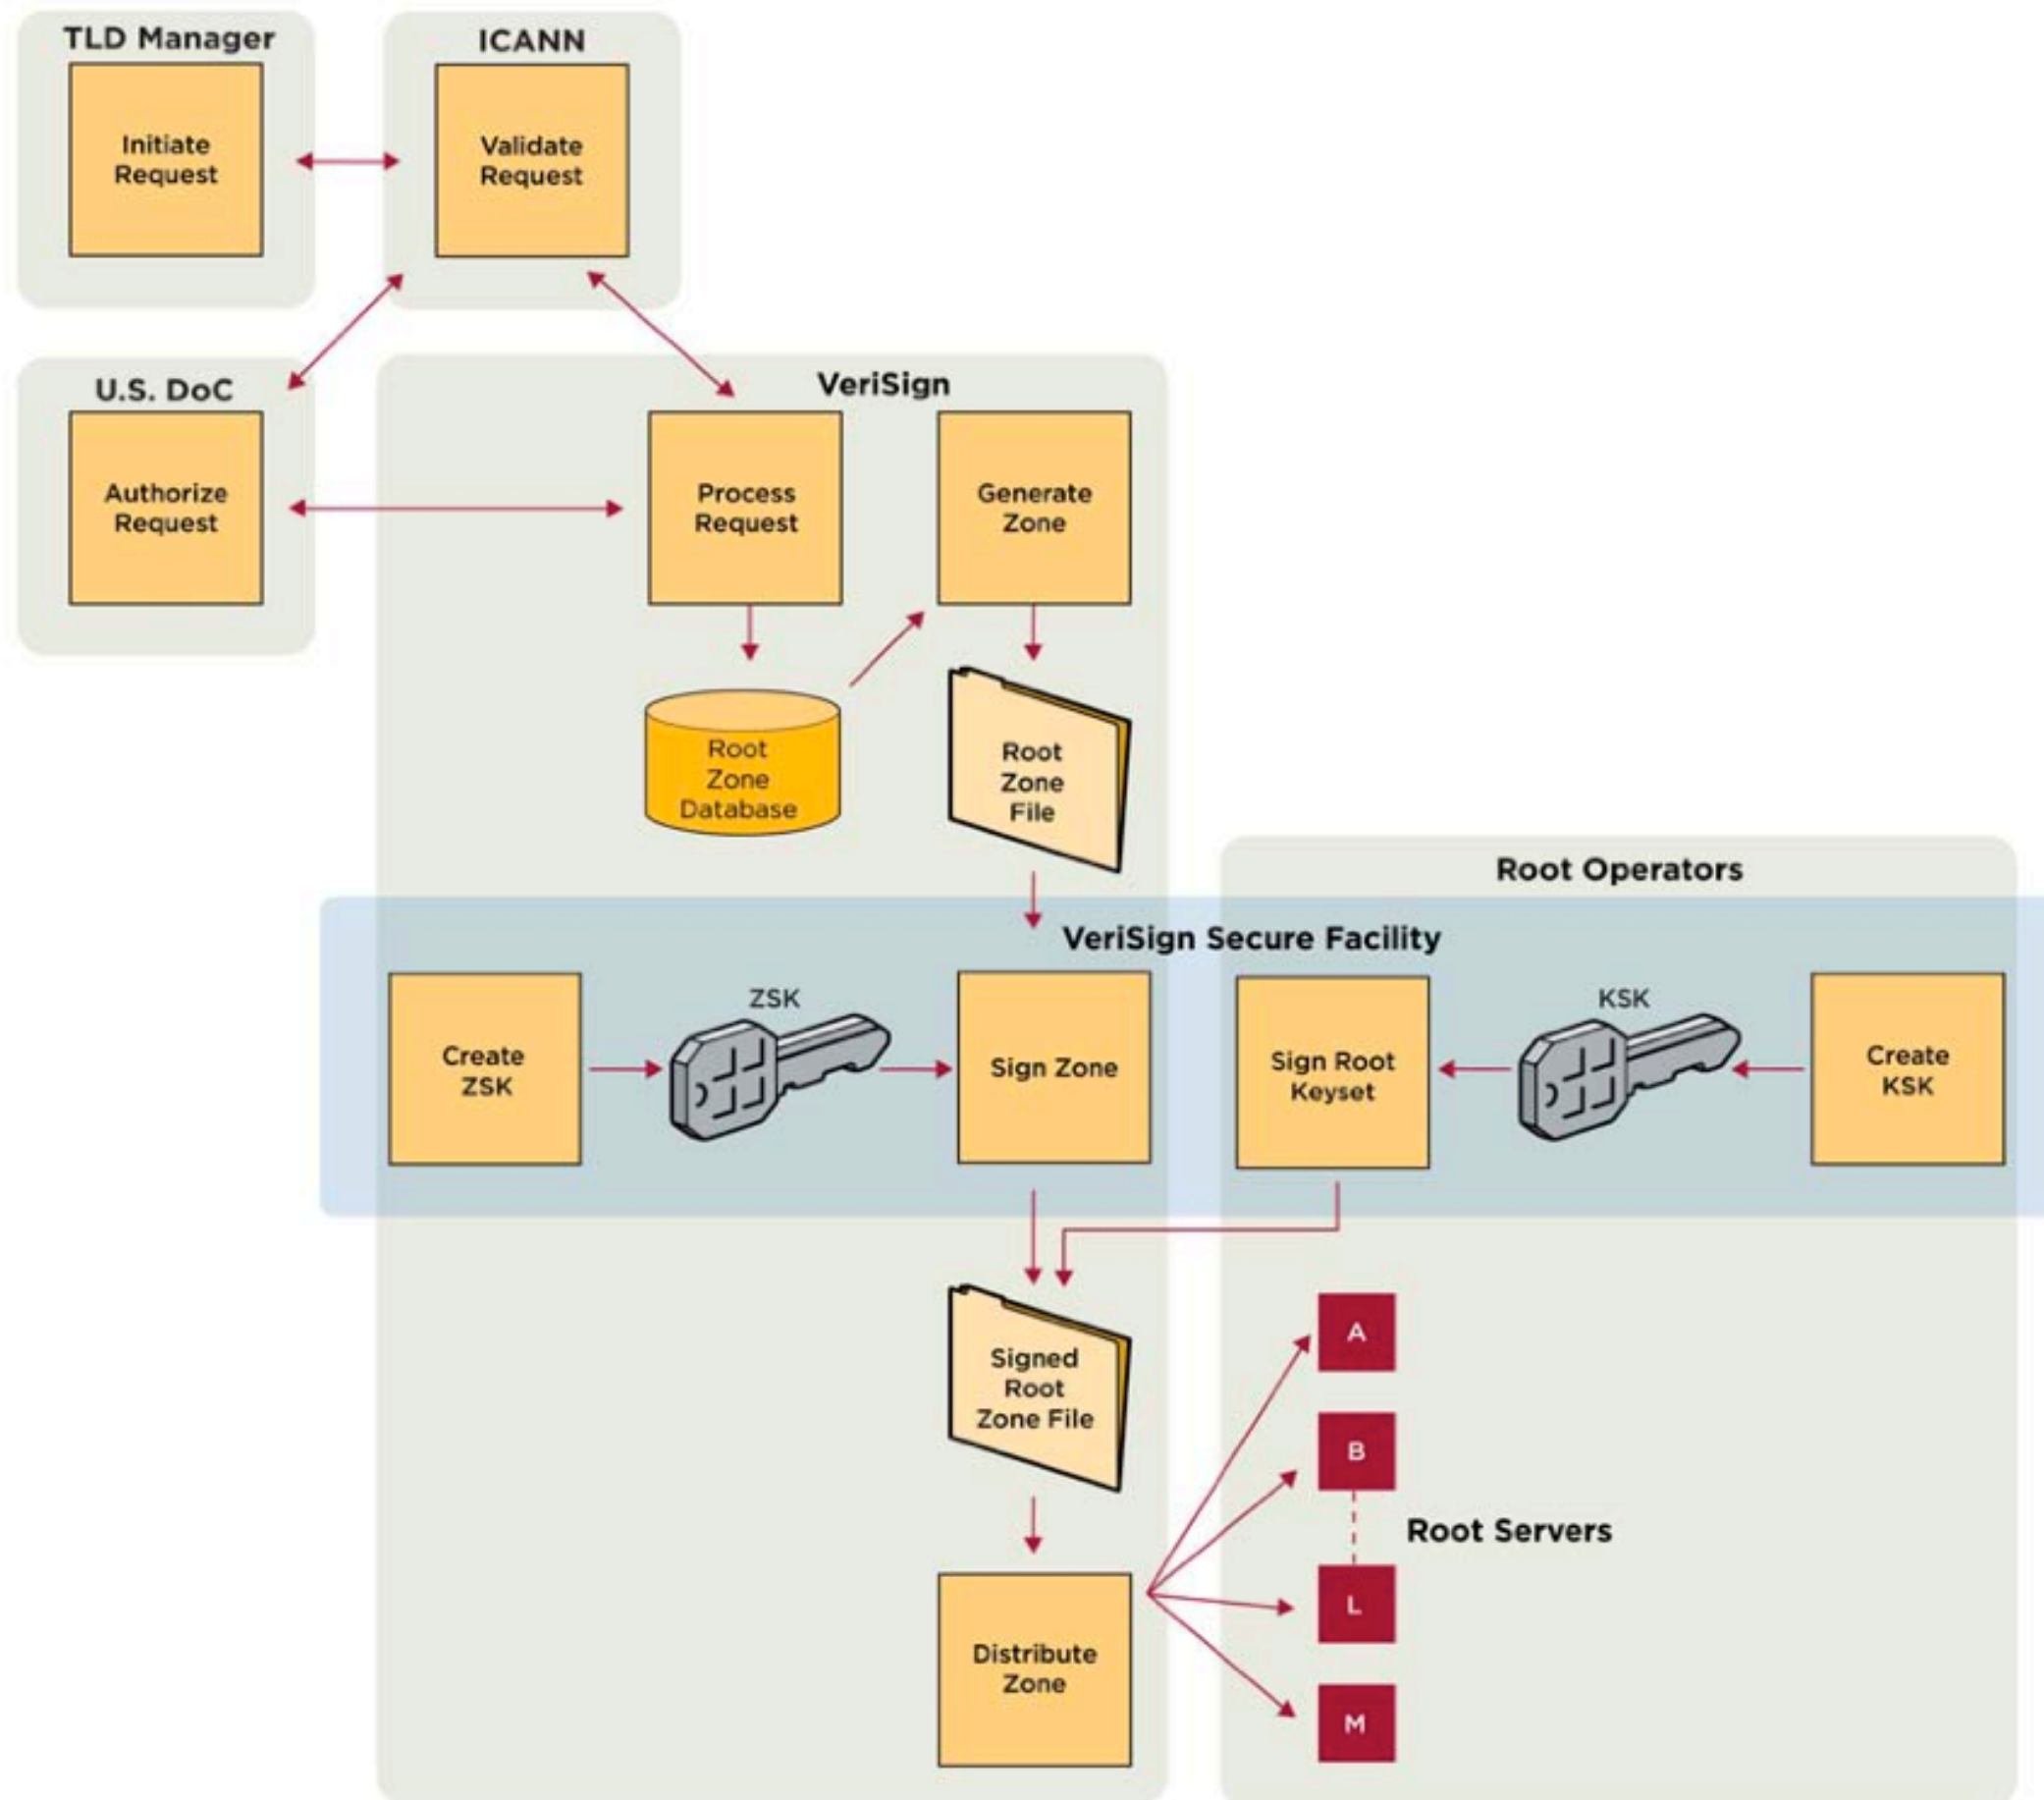 TLD Manager
Initiate
Request
ICANN
Validate
Request
U.S. DoC
Authorize
Request
VeriSign
Process
Request
Generate
Zone
Root
Zone
Database
Root
Zone
File
Root Operators
VeriSign Secure Facility
Create
ZSK
ZSK
Sign Zone
Sign Root
Keyset
KSK
Create
KSK
Signed
Root
Zone File
A
B
Root Servers
L
M
Distribute
Zone